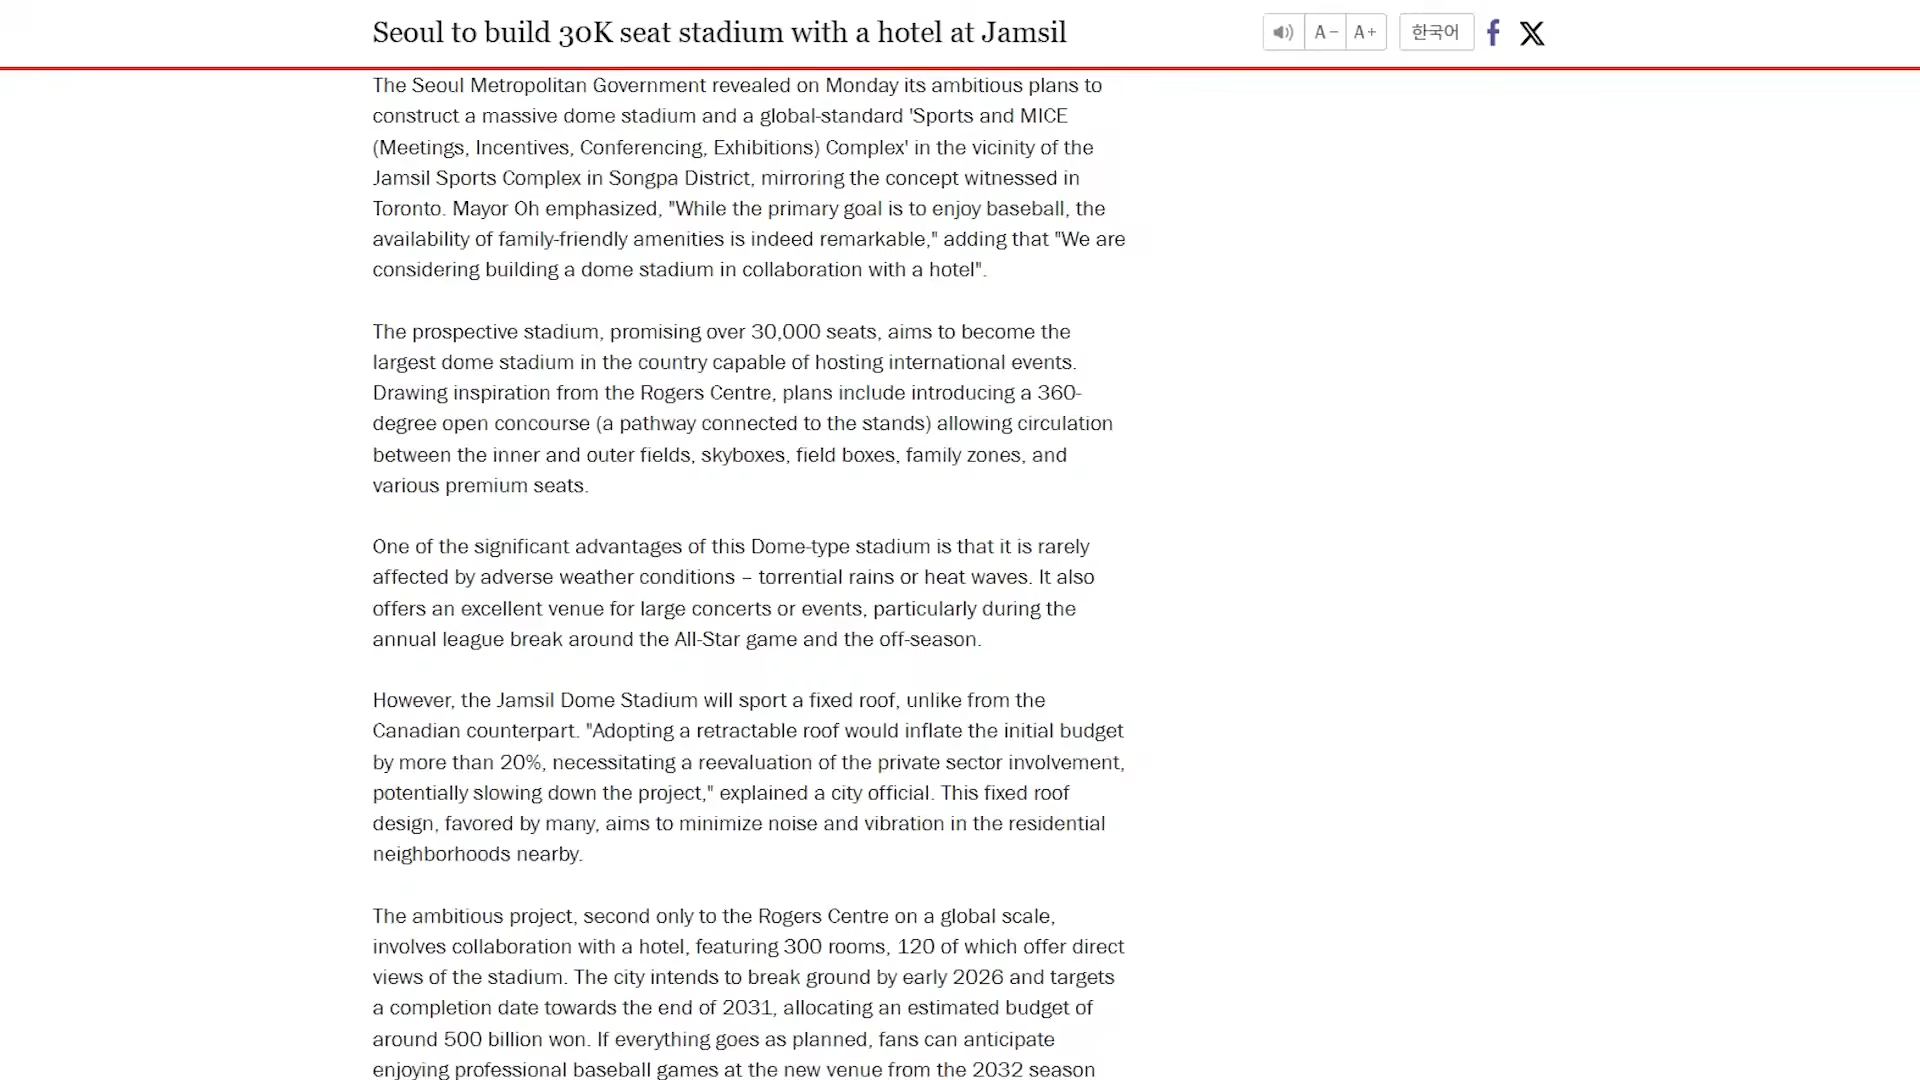 Seoul to build 30K seat stadium with a hotel at Jamsil
A- A+ 한국어 f X
The Seoul Metropolitan Government revealed on Monday its ambitious plans to
construct a massive dome stadium and a global-standard 'Sports and MICE
(Meetings, Incentives, Conferencing, Exhibitions) Complex' in the vicinity of the
Jamsil Sports Complex in Songpa District, mirroring the concept witnessed in
Toronto. Mayor Oh emphasized, "While the primary goal is to enjoy baseball, the
availability of family-friendly amenities is indeed remarkable," adding that "We are
considering building a dome stadium in collaboration with a hotel".
The prospective stadium, promising over 30,000 seats, aims to become the
largest dome stadium in the country capable of hosting international events.
Drawing inspiration from the Rogers Centre, plans include introducing a 360-
degree open concourse (a pathway connected to the stands) allowing circulation
between the inner and outer fields, skyboxes, field boxes, family zones, and
various premium seats.
One of the significant advantages of this Dome-type stadium is that it is rarely
affected by adverse weather conditions – torrential rains or heat waves. It also
offers an excellent venue for large concerts or events, particularly during the
annual league break around the All-Star game and the off-season.
However, the Jamsil Dome Stadium will sport a fixed roof, unlike from the
Canadian counterpart. "Adopting a retractable roof would inflate the initial budget
by more than 20%, necessitating a reevaluation of the private sector involvement,
potentially slowing down the project," explained a city official. This fixed roof
design, favored by many, aims to minimize noise and vibration in the residential
neighborhoods nearby.
The ambitious project, second only to the Rogers Centre on a global scale,
involves collaboration with a hotel, featuring 300 rooms, 120 of which offer direct
views of the stadium. The city intends to break ground by early 2026 and targets
a completion date towards the end of 2031, allocating an estimated budget of
around 500 billion won. If everything goes as planned, fans can anticipate
enjoying professional baseball games at the new venue from the 2032 season